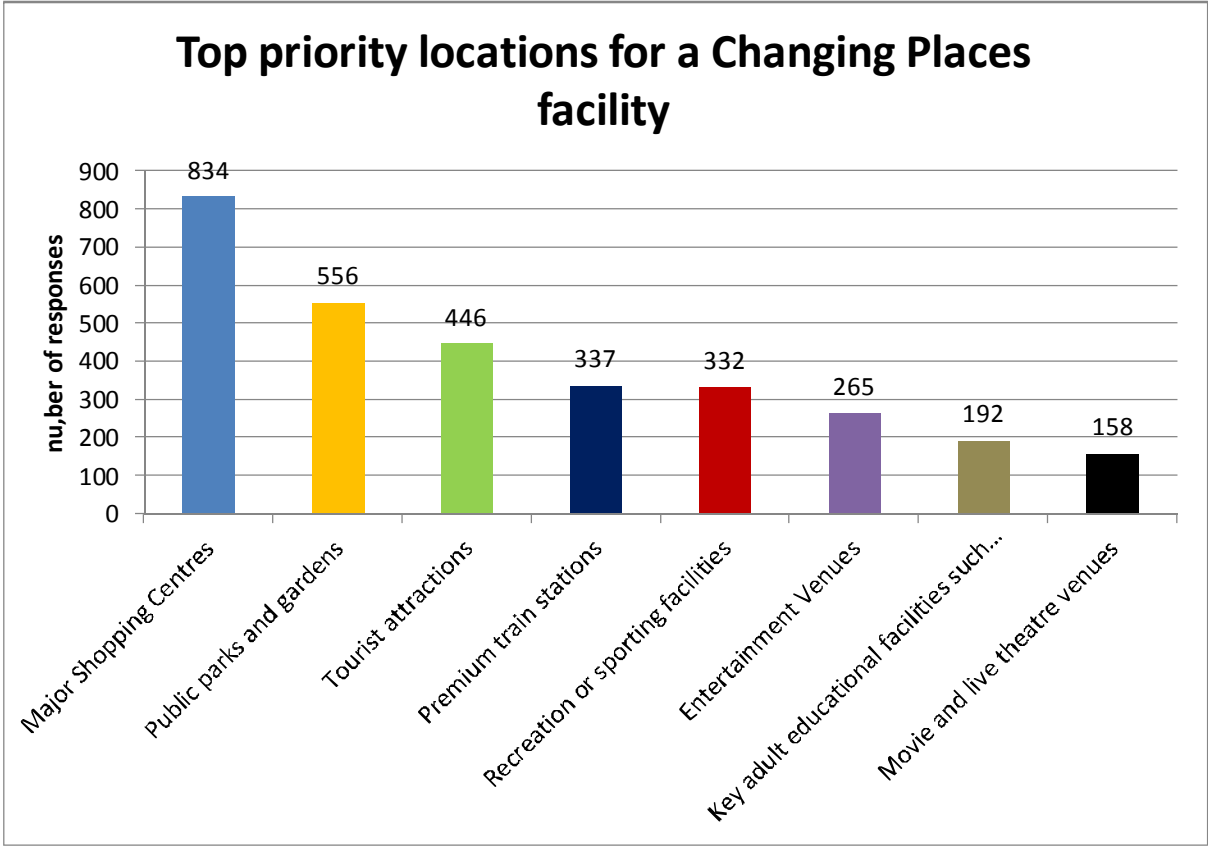 Top priority locations for a Changing Places
facility
nu,ber of responses
900
800
700
600
500
400
300
200
100
0
834
556
446
337
332
265
192
158
Major Shopping Centres
Public parks and gardens
Tourist attractions
Premium train stations
Recreation or sporting facilities
Entertainment Venues
Key adult educational facilities such...
Movie and live theatre venues